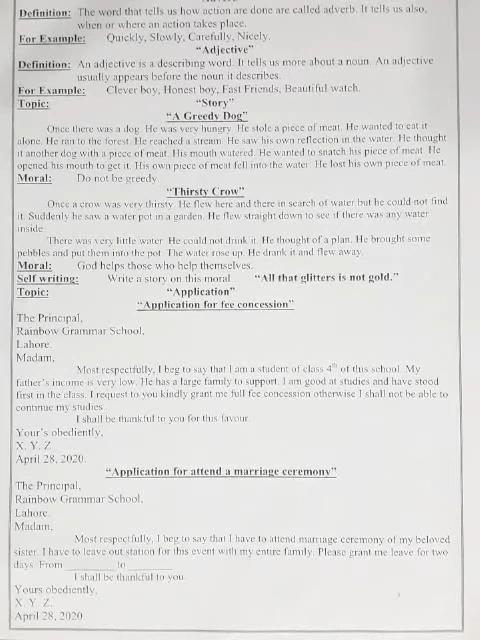 Definition: The word that tells us how action are done are called adverb. It tells us also,
when or where an action takes place.
For Example: Quickly, Slowly, Carefully, Nicely.
“Adjective”
Definition: An adjective is a describing word. It tells us more about a noun. An adjective
usually appears before the noun it describes.
For Example: Clever boy, Honest boy, Fast Friends, Beautiful watch.
Topic: “Story”
“A Greedy Dog”
Once there was a dog. He was very hungry. He stole a piece of meat. He wanted to eat it
alone. He ran to the forest. He reached a stream. He saw his own reflection in the water. He thought
it another dog with a piece of meat. His mouth watered. He wanted to snatch his piece of meat. He
opened his mouth to get it. His own piece of meat fell into the water. He lost his own piece of meat.
Moral: Do not be greedy.
“Thirsty Crow”
Once a crow was very thirsty. He flew here and there in search of water but he could not find
it. Suddenly he saw a water pot in a garden. He flew straight down to see if there was any water
inside.
There was very little water. He could not drink it. He thought of a plan. He brought some
pebbles and put them into the pot. The water rose up. He drank it and flew away.
Moral: God helps those who help themselves.
Self writing: Write a story on this moral “All that glitters is not gold.”
Topic: “Application”
“Application for fee concession”
The Principal,
Rainbow Grammar School,
Lahore.
Madam,
Most respectfully, I beg to say that I am a student of class 4th of this school. My
father's income is very low. He has a large family to support. I am good at studies and have stood
first in the class. I request to you kindly grant me full fee concession otherwise I shall not be able to
continue my studies.
I shall be thankful to you for this favour.
Your's obediently,
X. Y. Z
April 28, 2020.
“Application for attend a marriage ceremony”
The Principal,
Rainbow Grammar School,
Lahore.
Madam,
Most respectfully, I beg to say that I have to attend marriage ceremony of my beloved
sister. I have to leave out station for this event with my entire family. Please grant me leave for two
days. From __________ to __________
I shall be thankful to you.
Yours obediently,
X. Y. Z.
April 28, 2020